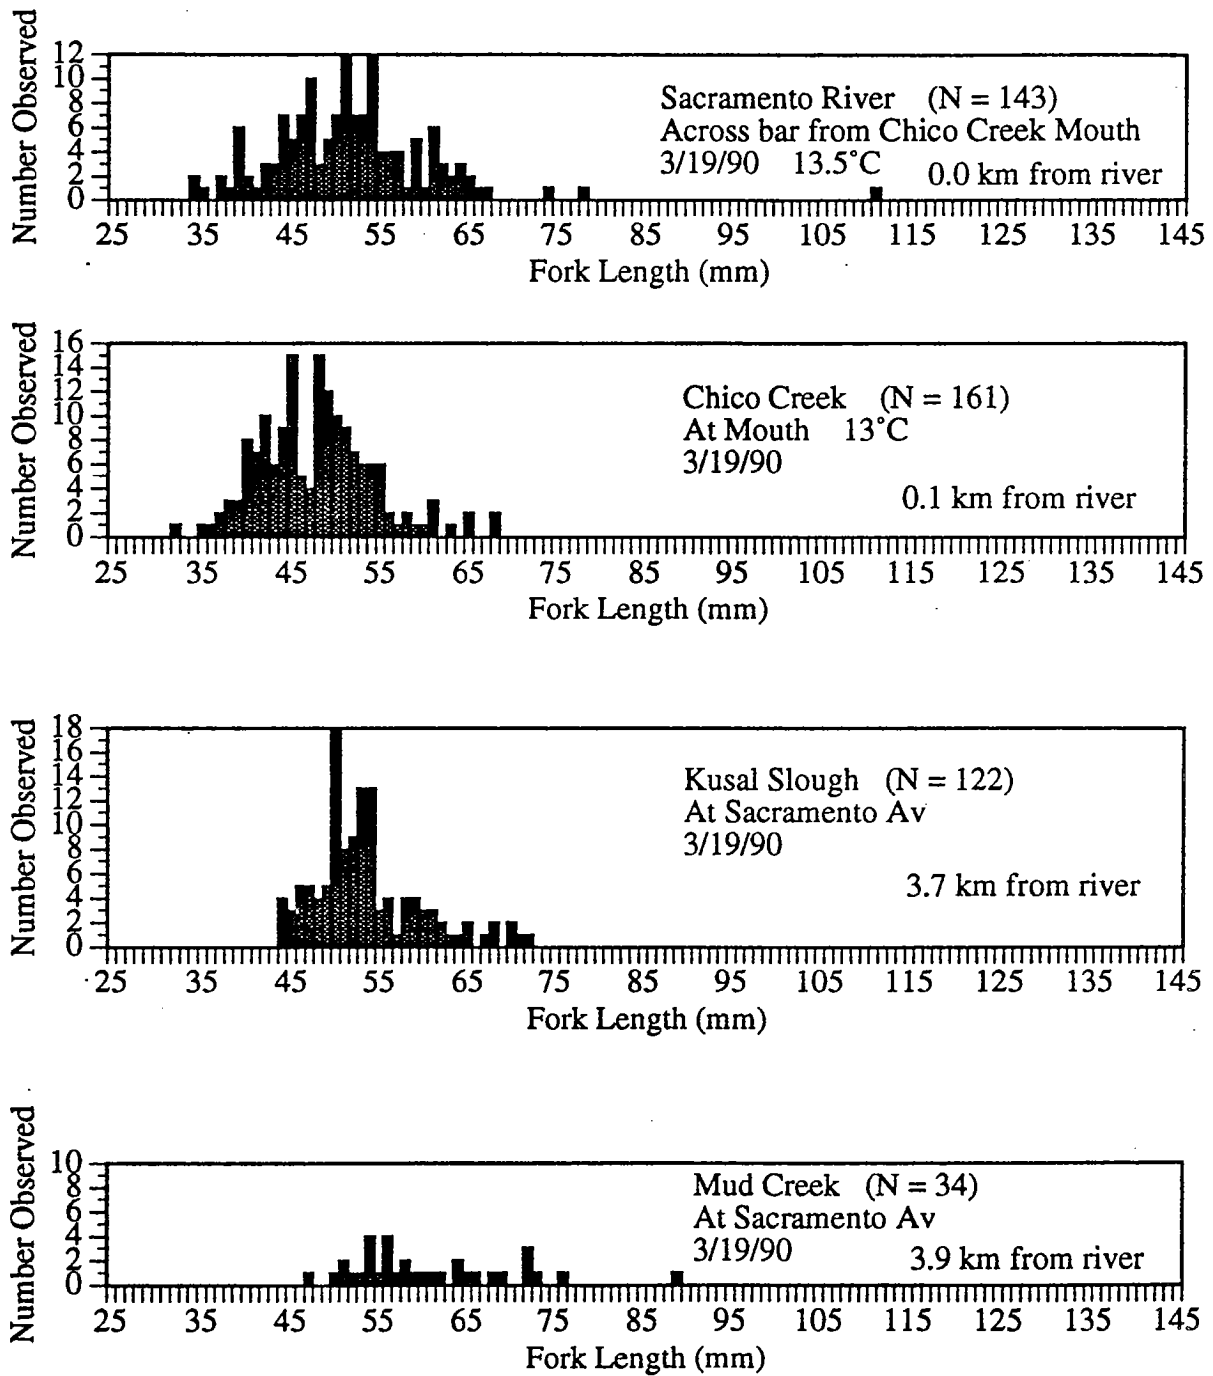 Number Observed
12
10
8
6
4
2
0
Sacramento River (N = 143)
Across bar from Chico Creek Mouth
3/19/90 13.5°C 0.0 km from river
25 35 45 55 65 75 85 95 105 115 125 135 145
Fork Length (mm)
Number Observed
16
14
12
10
8
6
4
2
0
Chico Creek (N = 161)
At Mouth 13°C
3/19/90
0.1 km from river
25 35 45 55 65 75 85 95 105 115 125 135 145
Fork Length (mm)
Number Observed
18
16
14
12
10
8
6
4
2
0
Kusal Slough (N = 122)
At Sacramento Av
3/19/90
3.7 km from river
25 35 45 55 65 75 85 95 105 115 125 135 145
Fork Length (mm)
Number Observed
10
8
6
4
2
0
Mud Creek (N = 34)
At Sacramento Av
3/19/90 3.9 km from river
25 35 45 55 65 75 85 95 105 115 125 135 145
Fork Length (mm)